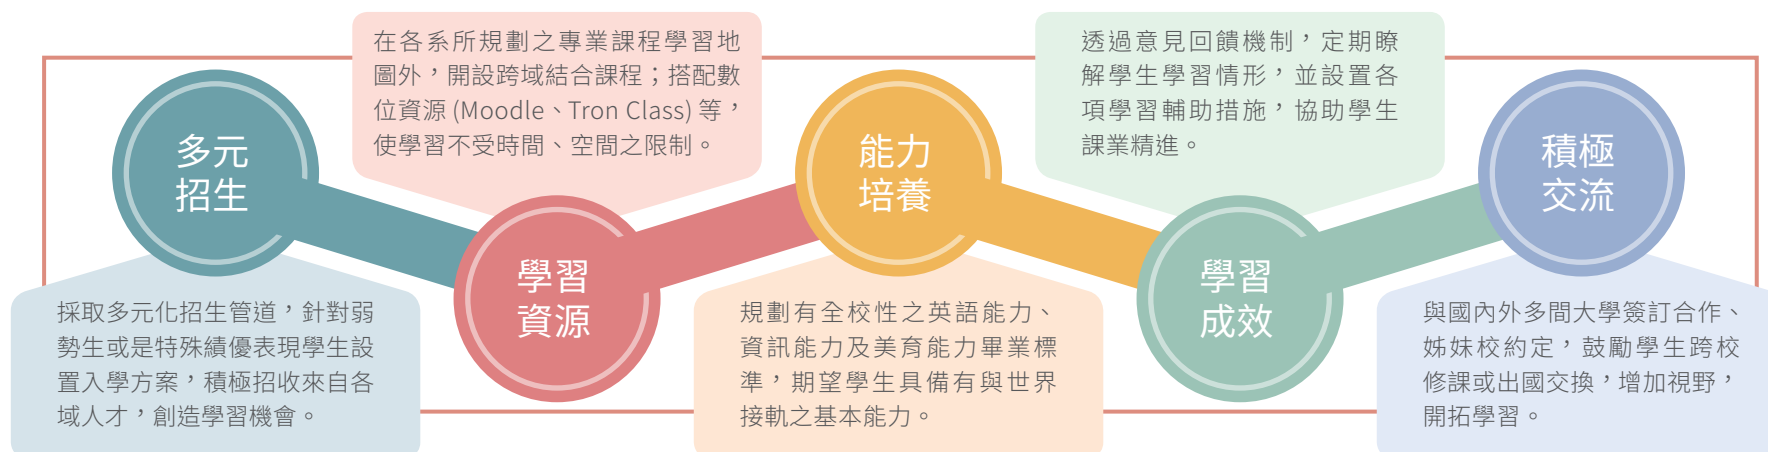 多元
招生
採取多元化招生管道，針對弱
勢生或是特殊績優表現學生設
置入學方案，積極招收來自各
域人才，創造學習機會。
在各系所規劃之專業課程學習地
圖外，開設跨域結合課程；搭配數
位資源 (Moodle、Tron Class) 等，
使學習不受時間、空間之限制。
學習
資源
能力
培養
規劃有全校性之英語能力、
資訊能力及美育能力畢業標
準，期望學生具備有與世界
接軌之基本能力。
透過意見回饋機制，定期瞭
解學生學習情形，並設置各
項學習輔助措施，協助學生
課業精進。
學習
成效
積極
交流
與國內外多間大學簽訂合作、
姊妹校約定，鼓勵學生跨校
修課或出國交換，增加視野，
開拓學習。